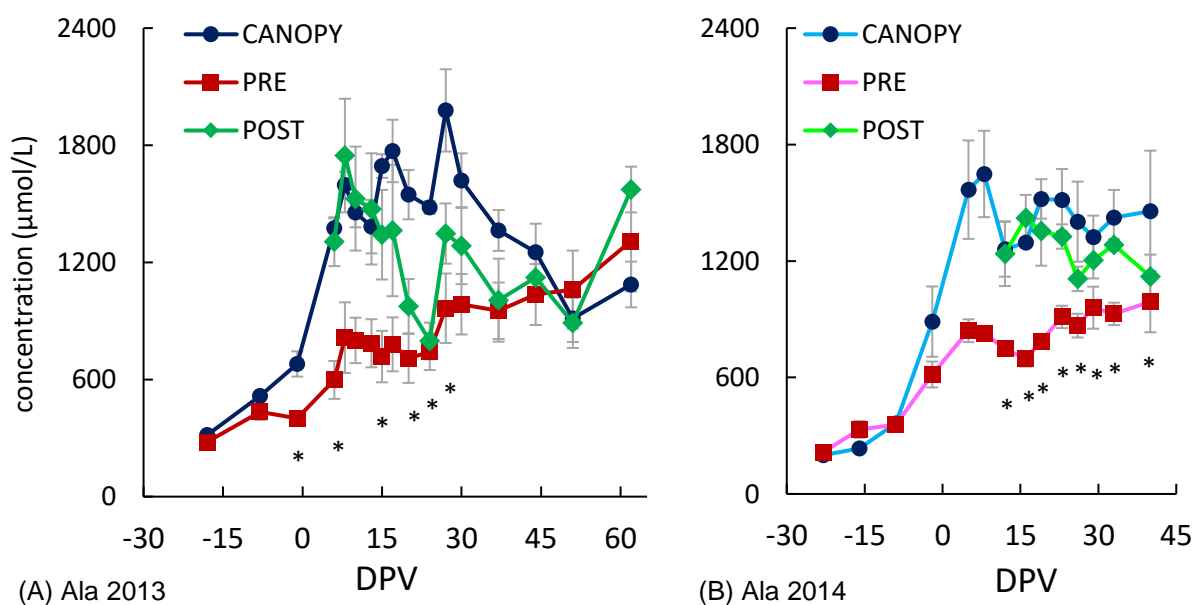 concentration (µmol/L)
2400
1800
1200
600
0
CANOPY
PRE
POST
* * * * * * *
-30 -15 0 15 30 45 60
DPV
(A) Ala 2013
2400
1800
1200
600
0
CANOPY
PRE
POST
* * * * * * * *
-30 -15 0 15 30 45
DPV
(B) Ala 2014